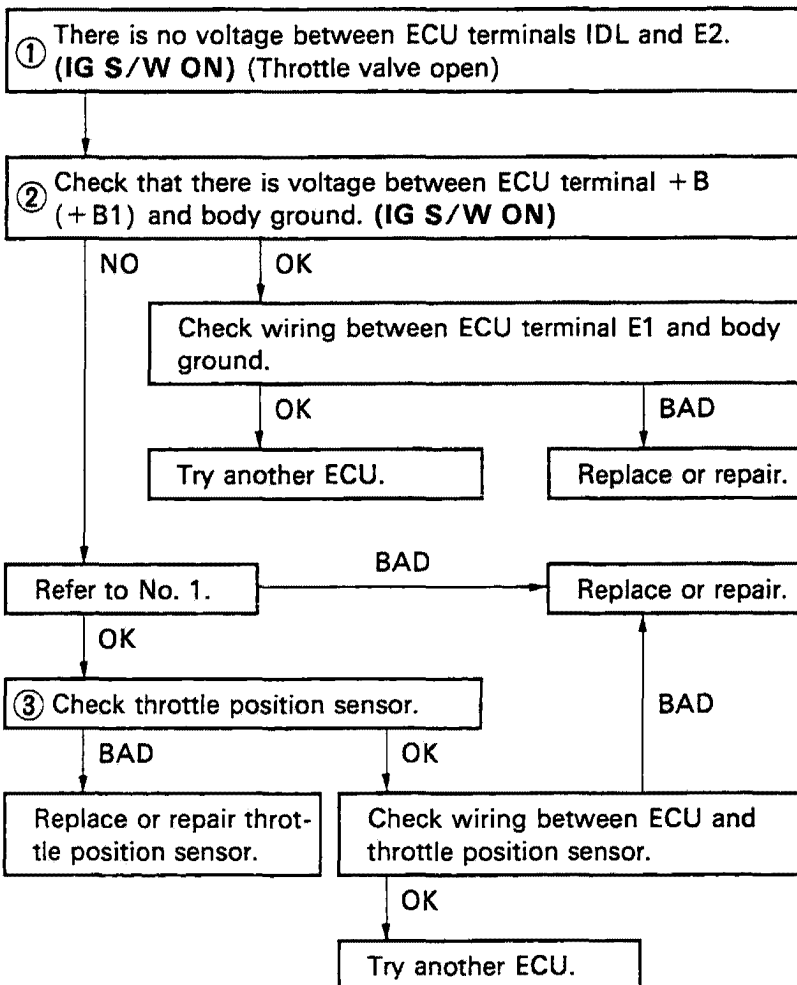 ① There is no voltage between ECU terminals IDL and E2.
(IG S/W ON) (Throttle valve open)
② Check that there is voltage between ECU terminal +B
(+B1) and body ground. (IG S/W ON)
NO
OK
Check wiring between ECU terminal E1 and body
ground.
OK
BAD
Try another ECU.
Replace or repair.
Refer to No. 1.
BAD
Replace or repair.
OK
③ Check throttle position sensor.
BAD
BAD
OK
Replace or repair throt-
tle position sensor.
Check wiring between ECU and
throttle position sensor.
OK
Try another ECU.